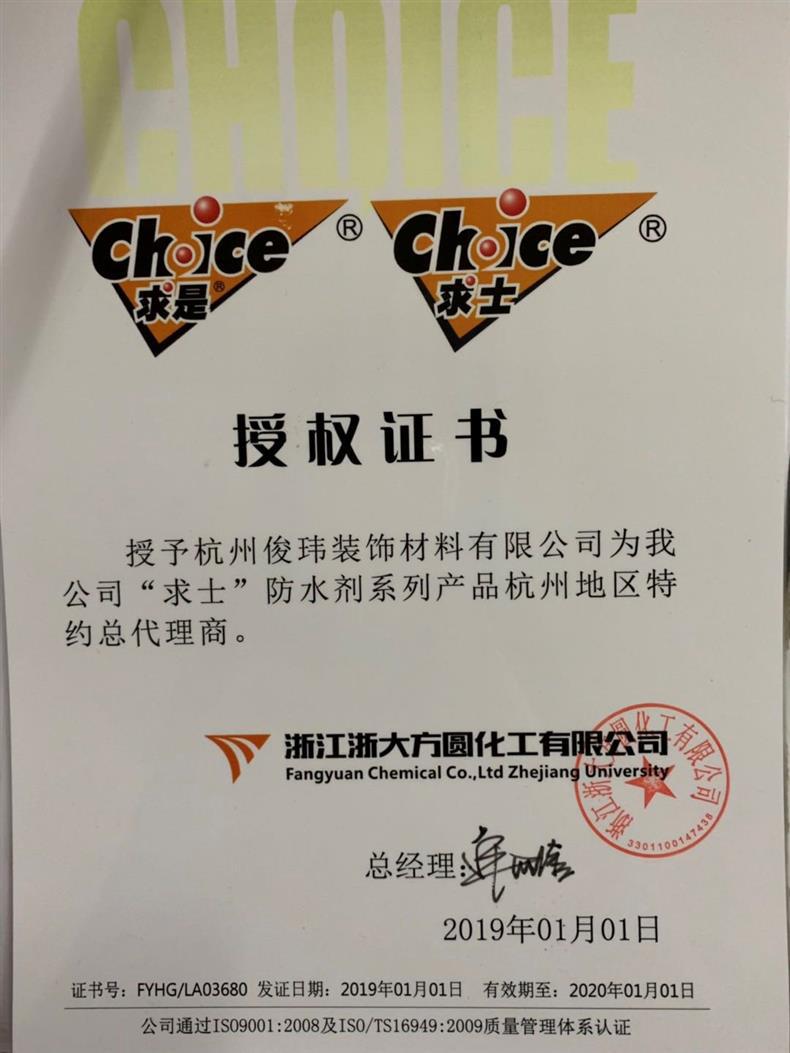 CHOICE
Choice ® Choice ®
求是® 求士
授权证书
授予杭州俊玮装饰材料有限公司为我
公司“求士”防水剂系列产品杭州地区特
约总代理商。
浙江浙大方圆化工有限公司
Fangyuan Chemical Co.,Ltd Zhejiang University
3301100147438
总经理:
2019年01月01日
证书号：FYHG/LA03680 发证日期：2019年01月01日 有效期至：2020年01月01日
公司通过ISO9001:2008及ISO/TS16949:2009质量管理体系认证